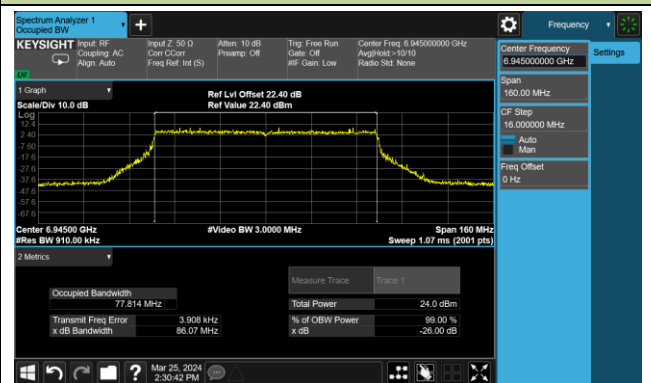 Spectrum Analyzer 1
Occupied BW
Frequency
KEYSIGHT
Input: RF
Coupling: AC
Align: Auto
Input Z: 50 Ω
Corr CCorr
Freq Ref: Int (S)
Atten: 10 dB
Preamp: Off
Trig: Free Run
Gate: Off
#IF Gain: Low
Center Freq: 6.945000000 GHz
Avg|Hold:>10/10
Radio Std: None
Center Frequency
6.945000000 GHz
Settings
Span
160.00 MHz
CF Step
16.000000 MHz
Auto
Man
Freq Offset
0 Hz
1 Graph
Scale/Div 10.0 dB
Ref Lvl Offset 22.40 dB
Ref Value 22.40 dBm
Log
12.4
2.40
-7.60
-17.6
-27.6
-37.6
-47.6
-57.6
-67.6
Center 6.94500 GHz
#Res BW 910.00 kHz
#Video BW 3.0000 MHz
Span 160 MHz
Sweep 1.07 ms (2001 pts)
2 Metrics
Measure Trace
Trace 1
Occupied Bandwidth
77.814 MHz
Total Power
24.0 dBm
Transmit Freq Error
3.908 kHz
% of OBW Power
99.00 %
x dB Bandwidth
86.07 MHz
x dB
-26.00 dB
Mar 25, 2024
2:30:42 PM